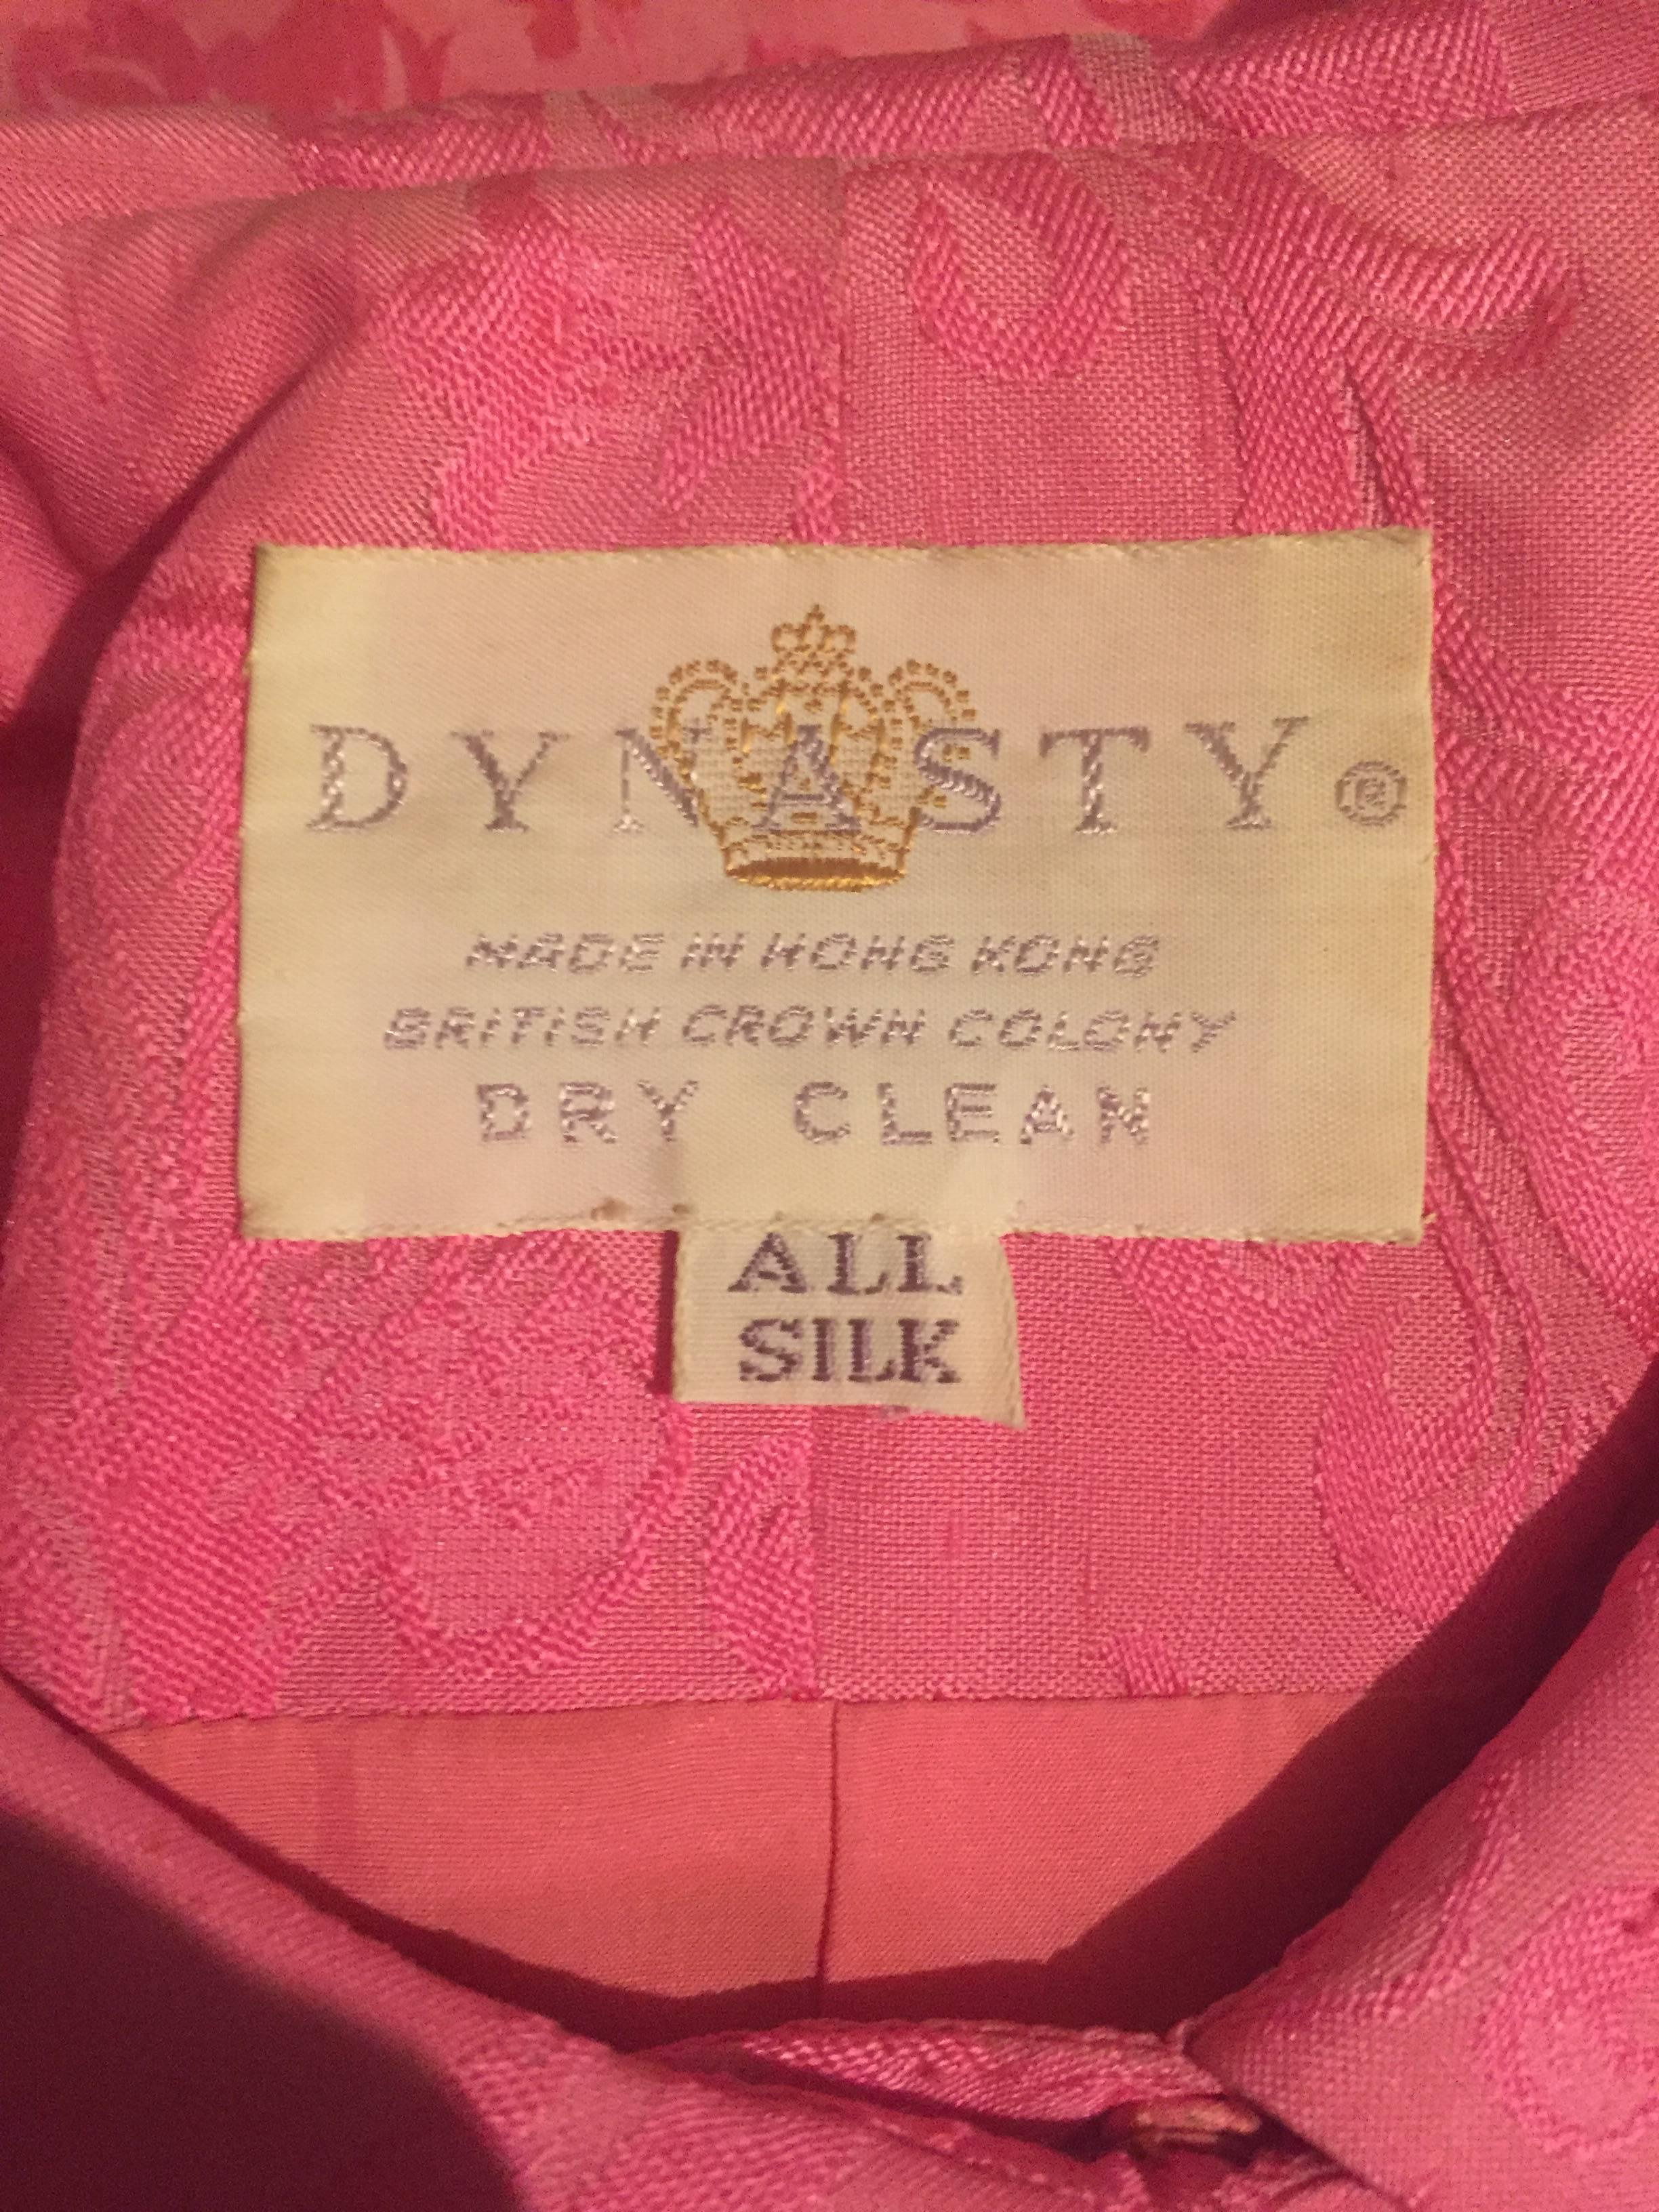 DYNASTY®
MADE IN HONG KONG
BRITISH CROWN COLONY
DRY CLEAN
ALL
SILK